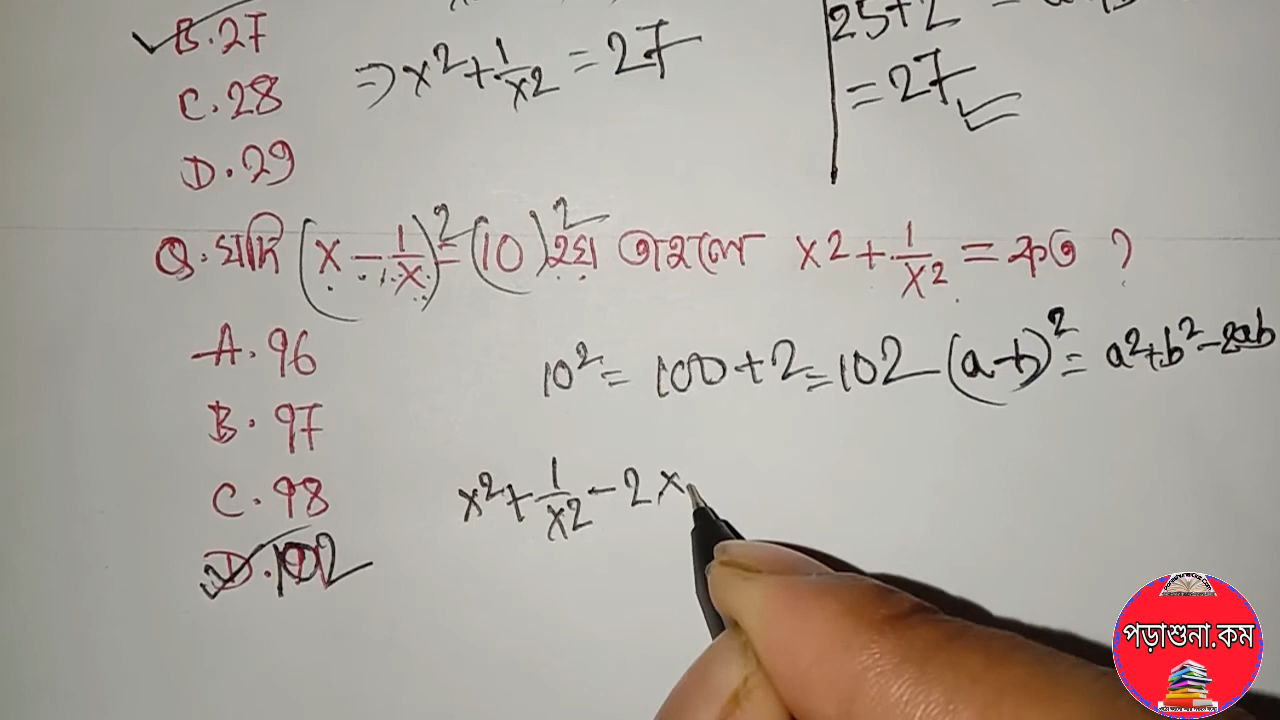 B. 27
C. 28
D. 29
⇒ x² + 1/x² = 27
25+2
= 27
Q. যদি (x - 1/x)² = (10)² হয় তাহলে x2 + 1/x2 = কত ?
A. 96
B. 97
C. 98
D. 102
10² = 100 + 2 = 102 (a-b)² = a²+b²-2ab
x² + 1/x2 - 2x
পড়াশুনা.কম